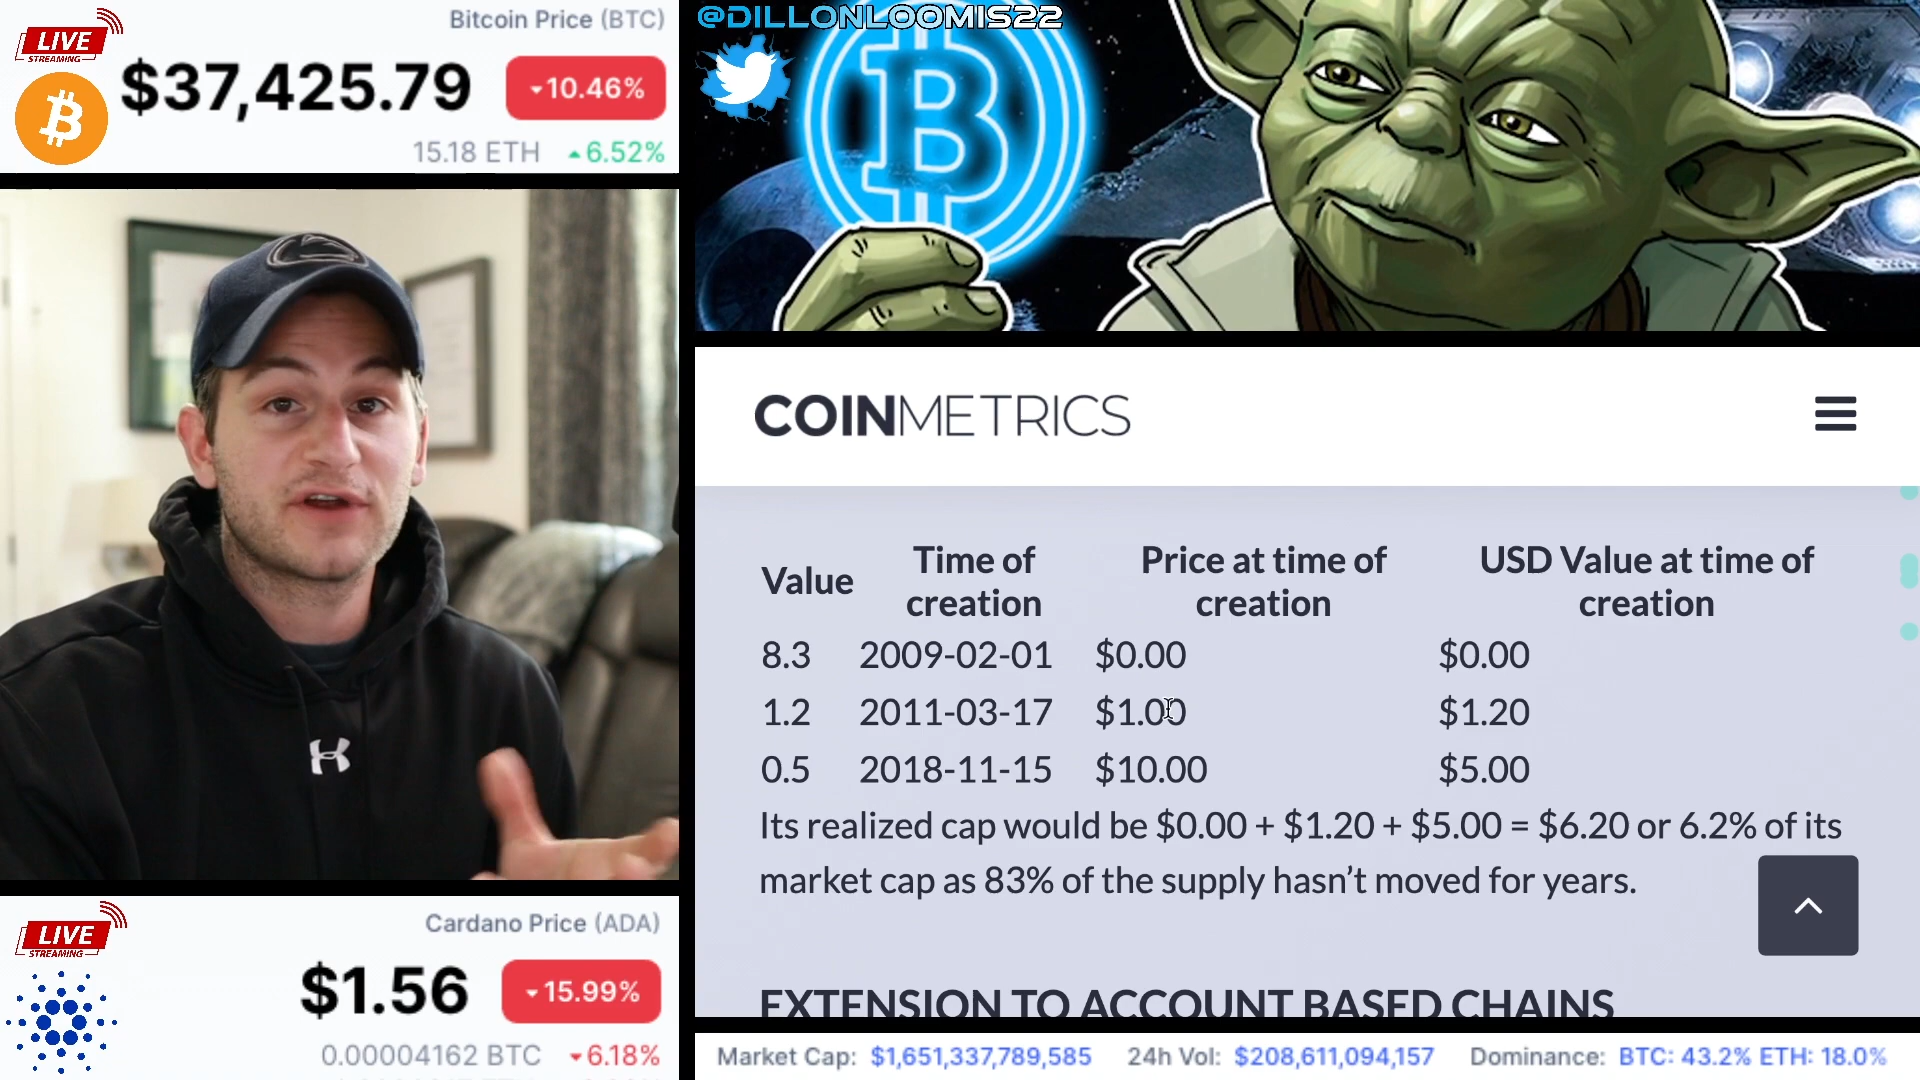 LIVE
STREAMING
Bitcoin Price (BTC)
$37,425.79
10.46%
15.18 ETH
6.52%
@DILLONLOOMIS22
COINMETRICS
Value
Time of
creation
Price at time of
creation
USD Value at time of
creation
8.3 2009-02-01 $0.00 $0.00
1.2 2011-03-17 $1.00 $1.20
0.5 2018-11-15 $10.00 $5.00
Its realized cap would be $0.00 + $1.20 + $5.00 = $6.20 or 6.2% of its
market cap as 83% of the supply hasn't moved for years.
EXTENSION TO ACCOUNT BASED CHAINS
LIVE
STREAMING
Cardano Price (ADA)
$1.56
15.99%
0.00004162 BTC
6.18%
Market Cap: $1,651,337,789,585 24h Vol: $208,611,094,157 Dominance: BTC: 43.2% ETH: 18.0%